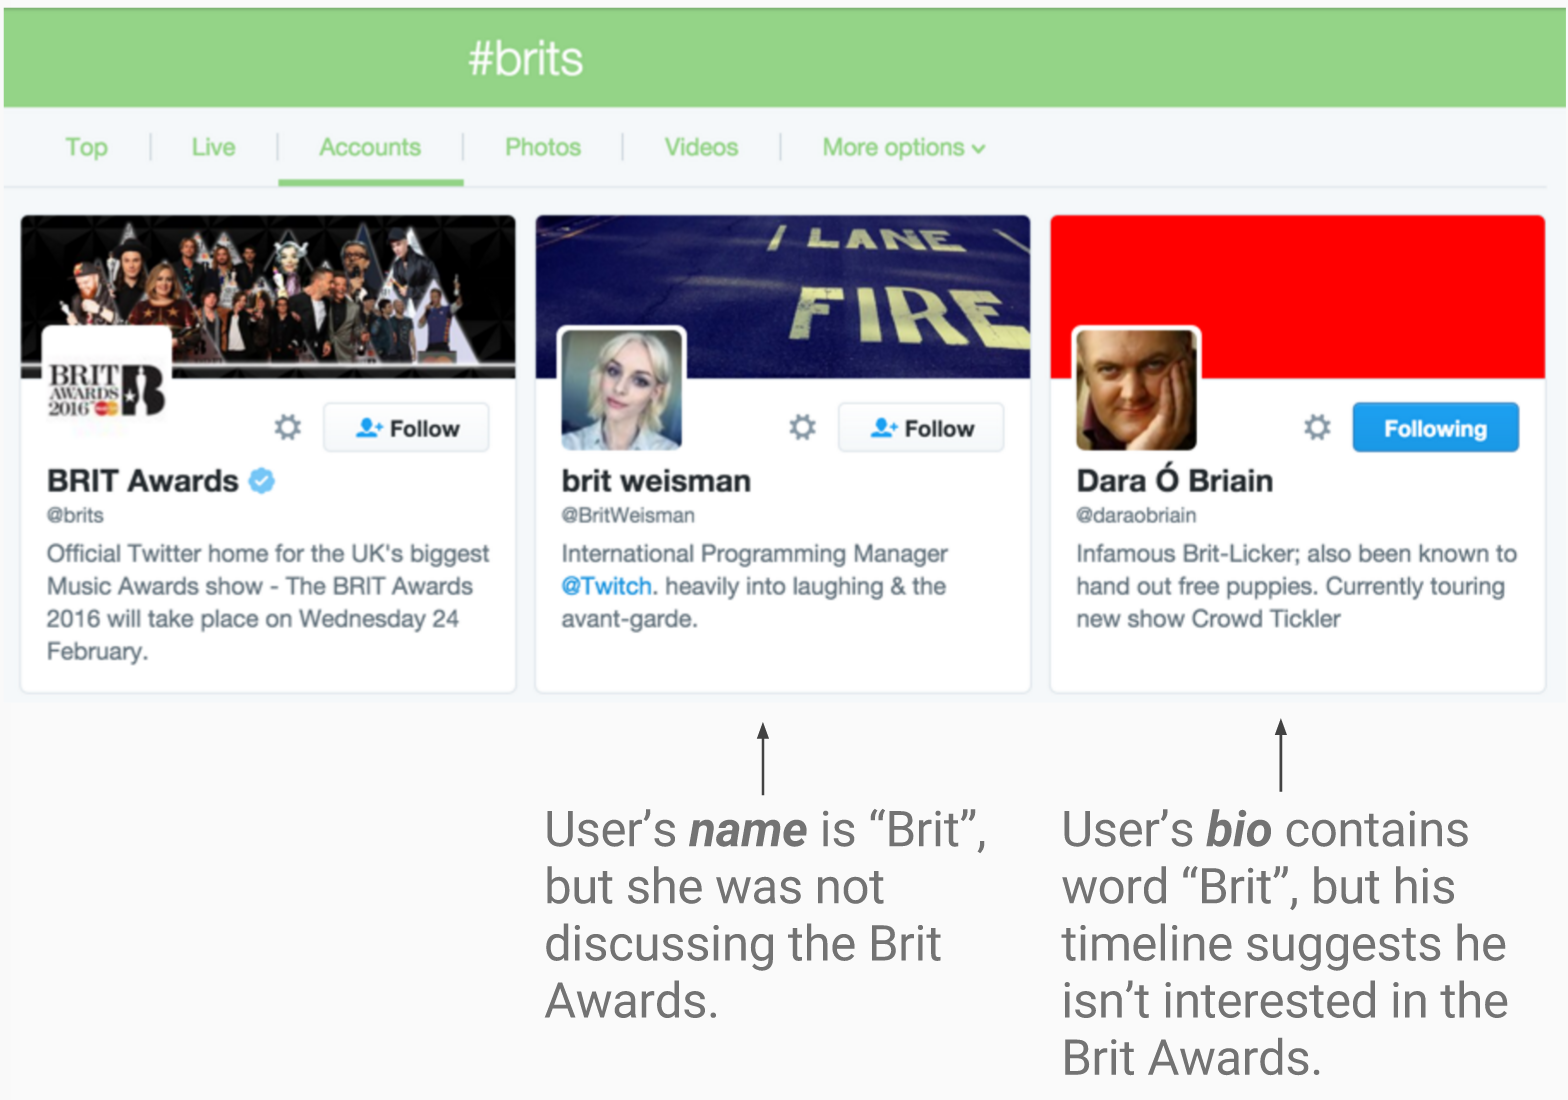 #brits
Top
Live
Accounts
Photos
Videos
More options
1 LANE
FIRE
BRIT
AWARDS
2016
B
Follow
Follow
Following
BRIT Awards
@brits
Official Twitter home for the UK's biggest
Music Awards show - The BRIT Awards
2016 will take place on Wednesday 24
February.
brit weisman
@BritWeisman
International Programming Manager
@Twitch. heavily into laughing & the
avant-garde.
Dara Ó Briain
@daraobriain
Infamous Brit-Licker; also been known to
hand out free puppies. Currently touring
new show Crowd Tickler
User’s name is “Brit”,
but she was not
discussing the Brit
Awards.
User’s bio contains
word “Brit”, but his
timeline suggests he
isn’t interested in the
Brit Awards.